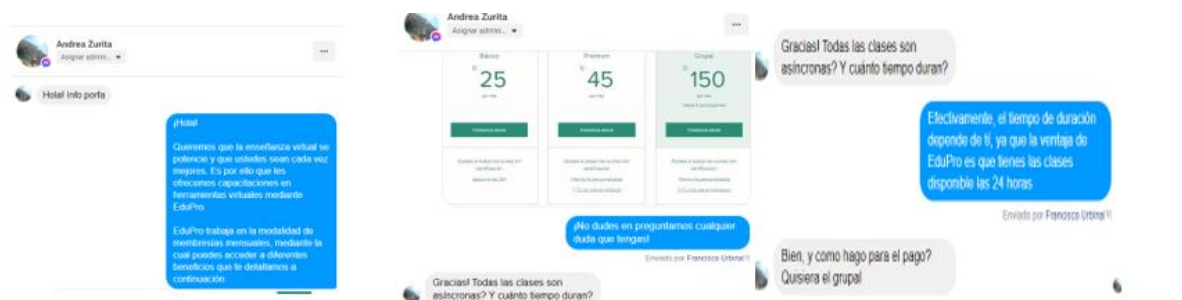 Andrea Zurita
Asignar admini...
Hola! Info porfa
¡Hola!
Queremos que la enseñanza virtual se
potencie y que ustedes sean cada vez
mejores. Es por ello que les
ofrecemos capacitaciones en
herramientas virtuales mediante
EduPro.
EduPro trabaja en la modalidad de
membresías mensuales, mediante la
cual puedes acceder a diferentes
beneficios que te detallamos a
continuación:
Andrea Zurita
Asignar admini...
Básico
Premium
Grupal
25
45
150
¡No dudes en preguntarnos cualquier
duda que tengas!
Enviado por Francisco Urbina
Gracias! Todas las clases son
asíncronas? Y cuánto tiempo duran?
Gracias! Todas las clases son
asíncronas? Y cuánto tiempo duran?
Efectivamente, el tiempo de duración
depende de tí, ya que la ventaja de
EduPro es que tienes las clases
disponible las 24 horas
Enviado por Francisco Urbina
Bien, y como hago para el pago?
Quisiera el grupal